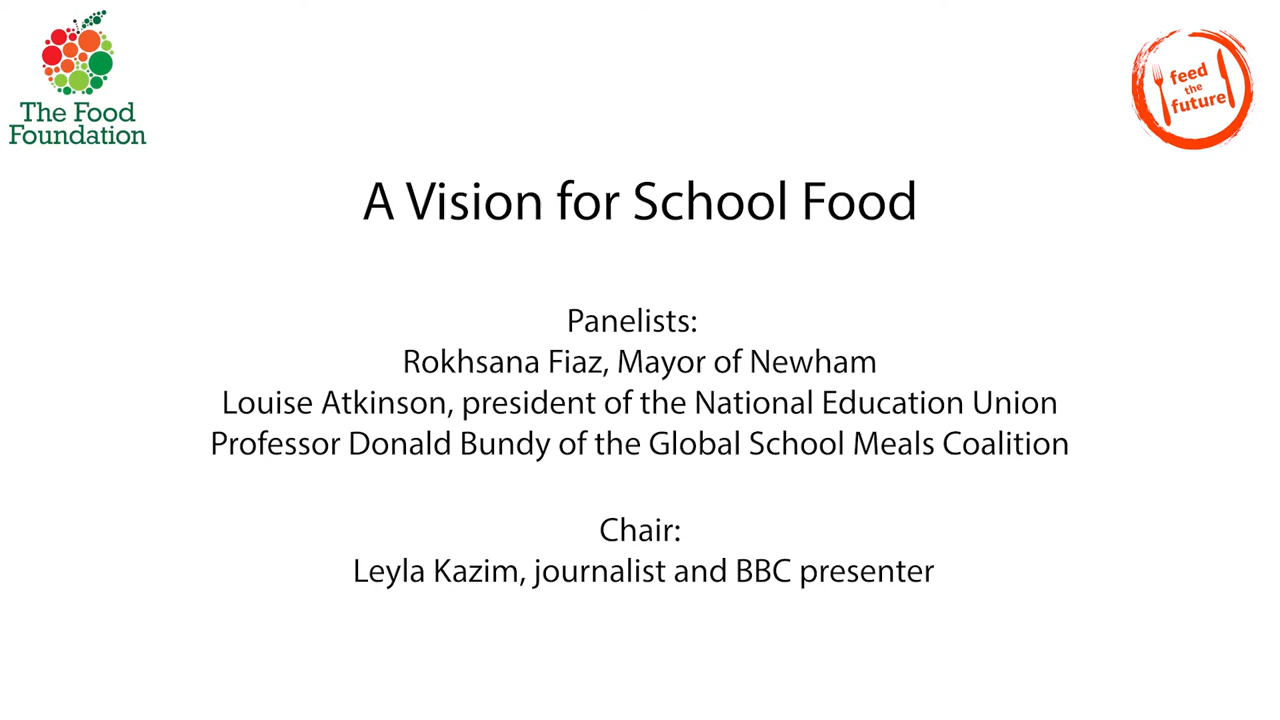 The Food
Foundation
feed
the
future
A Vision for School Food
Panelists:
Rokhsana Fiaz, Mayor of Newham
Louise Atkinson, president of the National Education Union
Professor Donald Bundy of the Global School Meals Coalition
Chair:
Leyla Kazim, journalist and BBC presenter